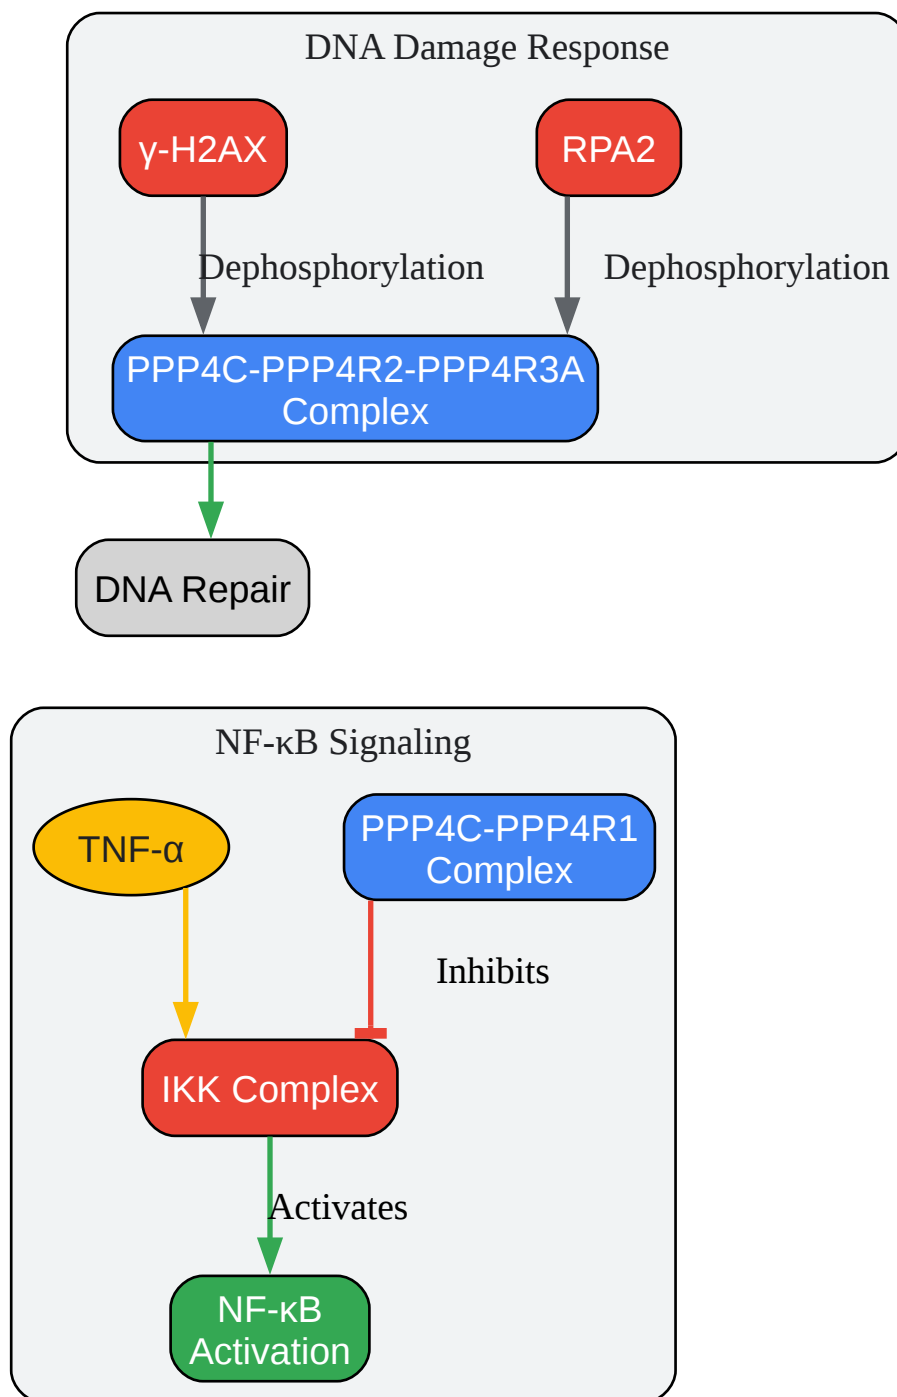 DNA Damage Response
γ-H2AX
RPA2
Dephosphorylation
Dephosphorylation
PPP4C-PPP4R2-PPP4R3A
Complex
DNA Repair
NF-κB Signaling
TNF-α
PPP4C-PPP4R1
Complex
Inhibits
IKK Complex
Activates
NF-κB
Activation